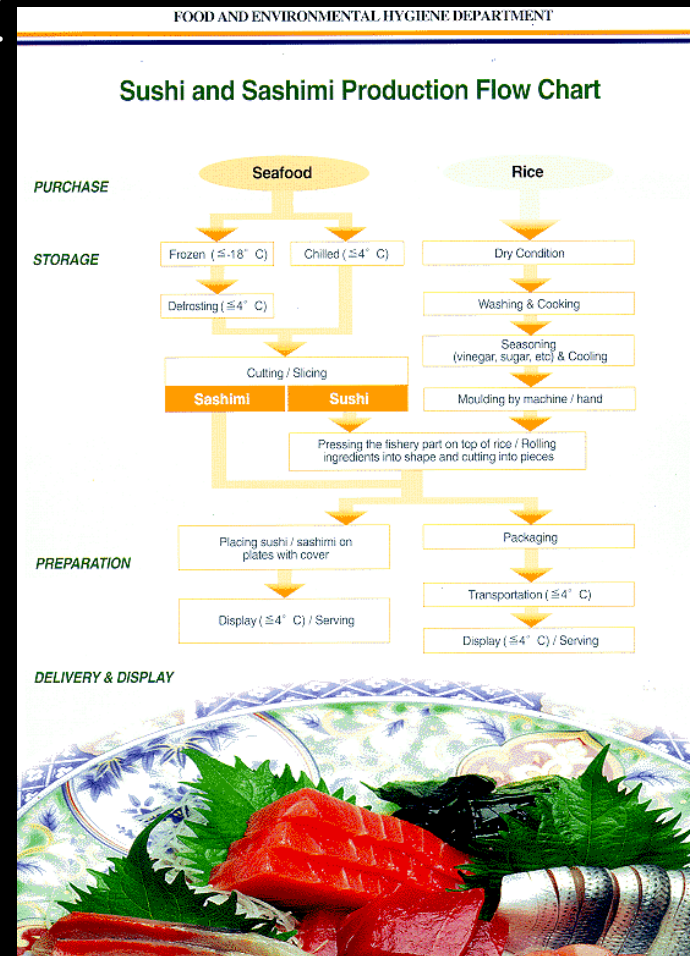 FOOD AND ENVIRONMENTAL HYGIENE DEPARTMENT
Sushi and Sashimi Production Flow Chart
Seafood
Rice
PURCHASE
STORAGE
Frozen (≦-18° C)
Chilled (≦4° C)
Dry Condition
Defrosting (≦4° C)
Washing & Cooking
Seasoning
(vinegar, sugar, etc) & Cooling
Cutting / Slicing
Sashimi
Sushi
Moulding by machine / hand
Pressing the fishery part on top of rice / Rolling
ingredients into shape and cutting into pieces
PREPARATION
Placing sushi / sashimi on
plates with cover
Packaging
Transportation (≦4° C)
Display (≦4° C) / Serving
Display (≦4° C) / Serving
DELIVERY & DISPLAY